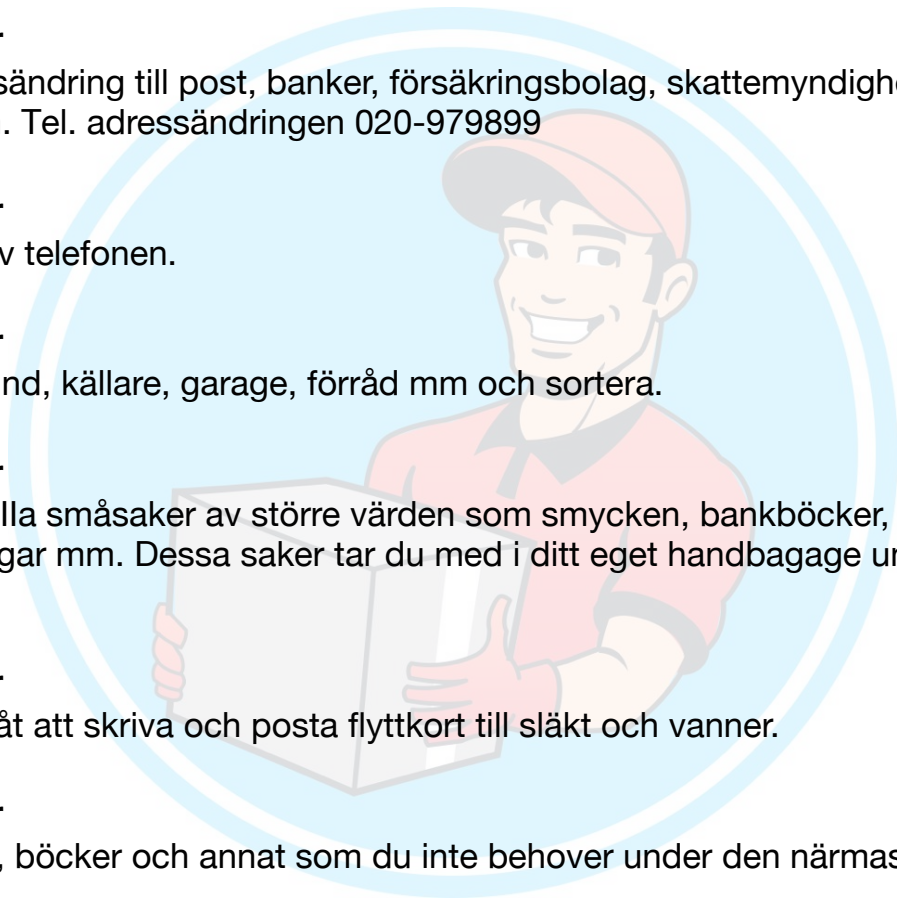 .
sändring till post, banker, försäkringsbolag, skattemyndighe
. Tel. adressändringen 020-979899
.
v telefonen.
.
nd, källare, garage, förråd mm och sortera.
.
lla småsaker av större värden som smycken, bankböcker,
gar mm. Dessa saker tar du med i ditt eget handbagage un
.
åt att skriva och posta flyttkort till släkt och vanner.
.
, böcker och annat som du inte behover under den närmas